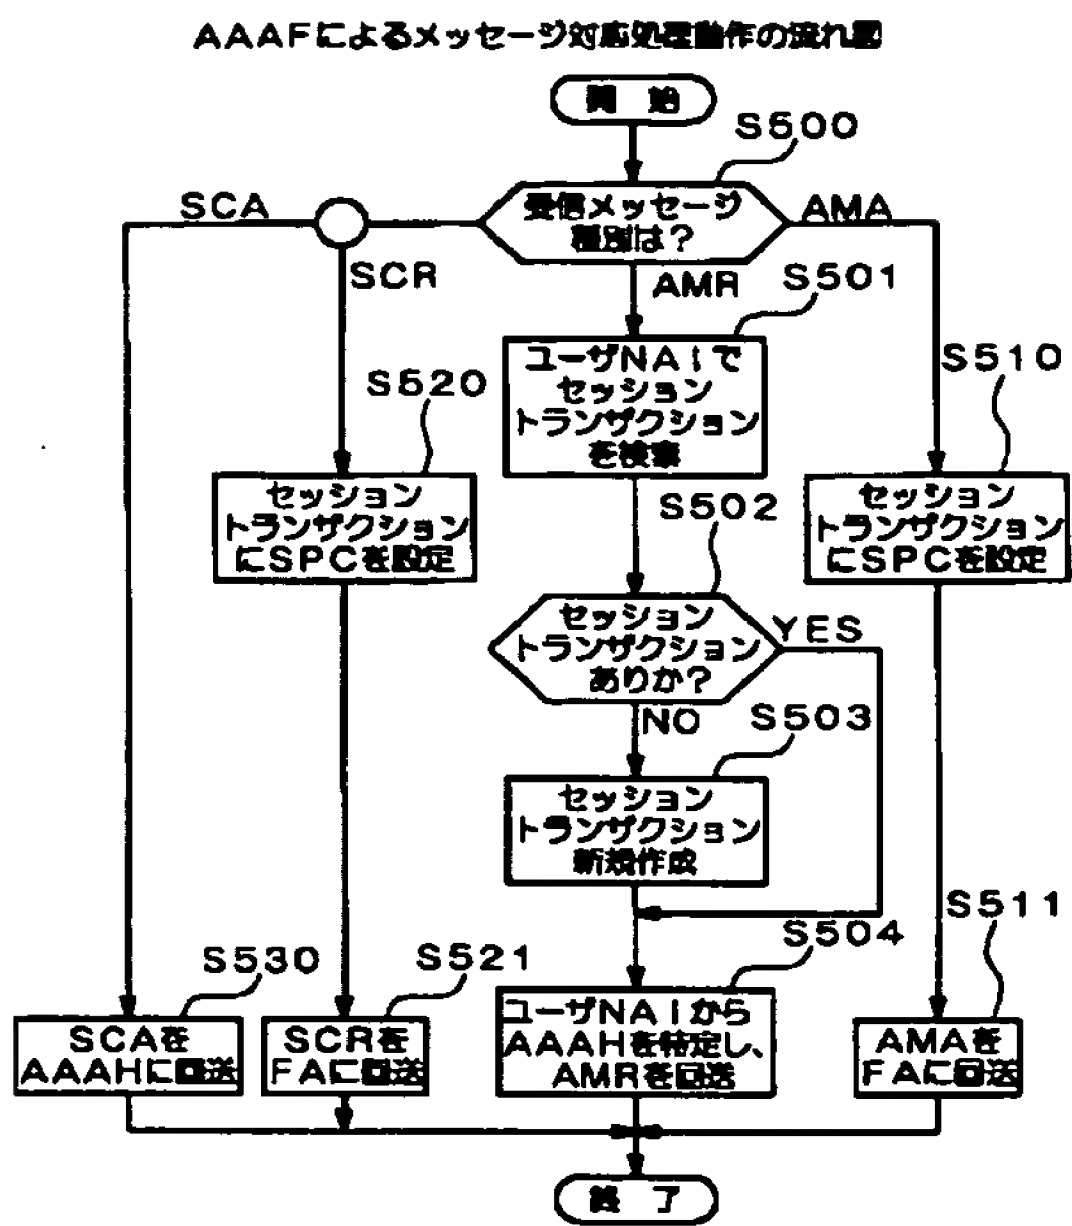 AAAFによるメッセージ対応処理動作の流れ図
開 始
S500
受信メッセージ
種別は？
SCA
AMA
SCR
AMR
S501
ユーザNAIで
セッション
トランザクション
を検索
S510
S520
セッション
トランザクション
にSPCを設定
セッション
トランザクション
にSPCを設定
S502
セッション
トランザクション
ありか？
YES
NO
S503
セッション
トランザクション
新規作成
S504
S511
S530
S521
SCAを
AAAHに回送
SCRを
FAに回送
ユーザNAIから
AAAHを特定し、
AMRを回送
AMAを
FAに回送
終 了